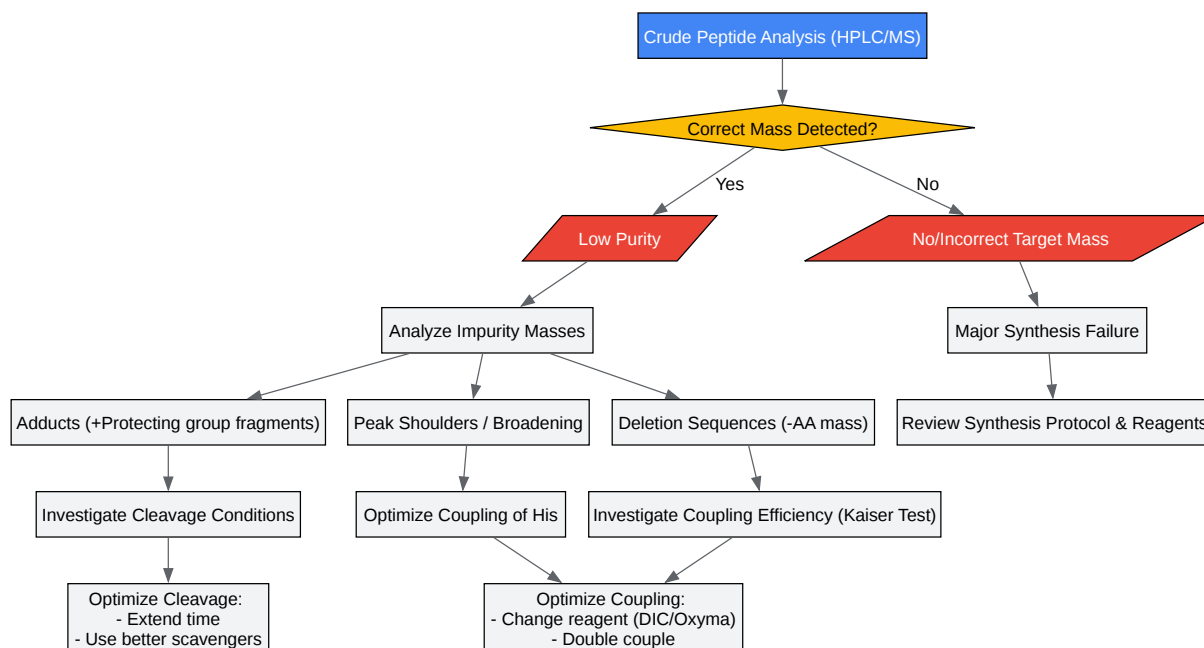 Crude Peptide Analysis (HPLC/MS)
Correct Mass Detected?
Yes
No
Low Purity
No/Incorrect Target Mass
Analyze Impurity Masses
Major Synthesis Failure
Adducts (+Protecting group fragments)
Peak Shoulders / Broadening
Deletion Sequences (-AA mass)
Review Synthesis Protocol & Reagents
Investigate Cleavage Conditions
Optimize Coupling of His
Investigate Coupling Efficiency (Kaiser Test)
Optimize Cleavage:
- Extend time
- Use better scavengers
Optimize Coupling:
- Change reagent (DIC/Oxyma)
- Double couple